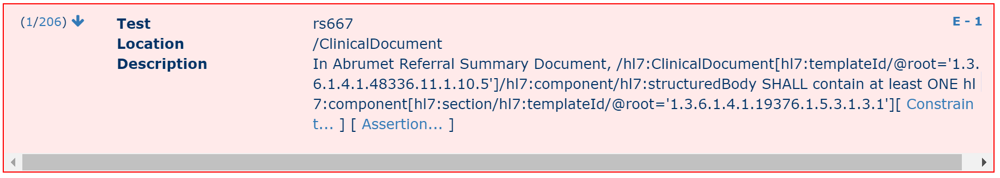 (1/206) Test rs667 E - 1
Location /ClinicalDocument
Description In Abrumet Referral Summary Document, /hl7:ClinicalDocument[hl7:templateId/@root='1.3.
6.1.4.1.48336.11.1.10.5']/hl7:component/hl7:structuredBody SHALL contain at least ONE hl
7:component[hl7:section/hl7:templateId/@root='1.3.6.1.4.1.19376.1.5.3.1.3.1'][ Constrain
t... ] [ Assertion... ]